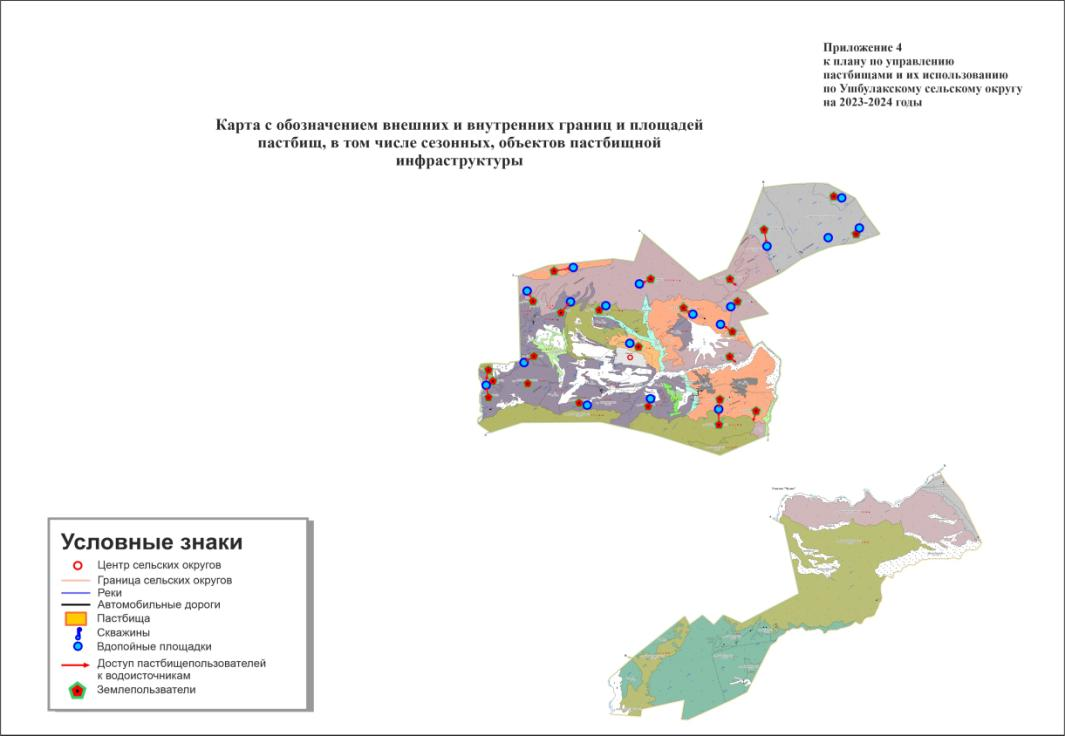 Приложение 4
к плану по управлению
пастбищами и их использованию
по Ушбулакскому сельскому округу
на 2023-2024 годы
Карта с обозначением внешних и внутренних границ и площадей
пастбищ, в том числе сезонных, объектов пастбищной
инфраструктуры
Условные знаки
Центр сельских округов
Граница сельских округов
Реки
Автомобильные дороги
Пастбища
Скважины
Вдопойные площадки
Доступ пастбищепользователей
к водоисточникам
Землепользватели